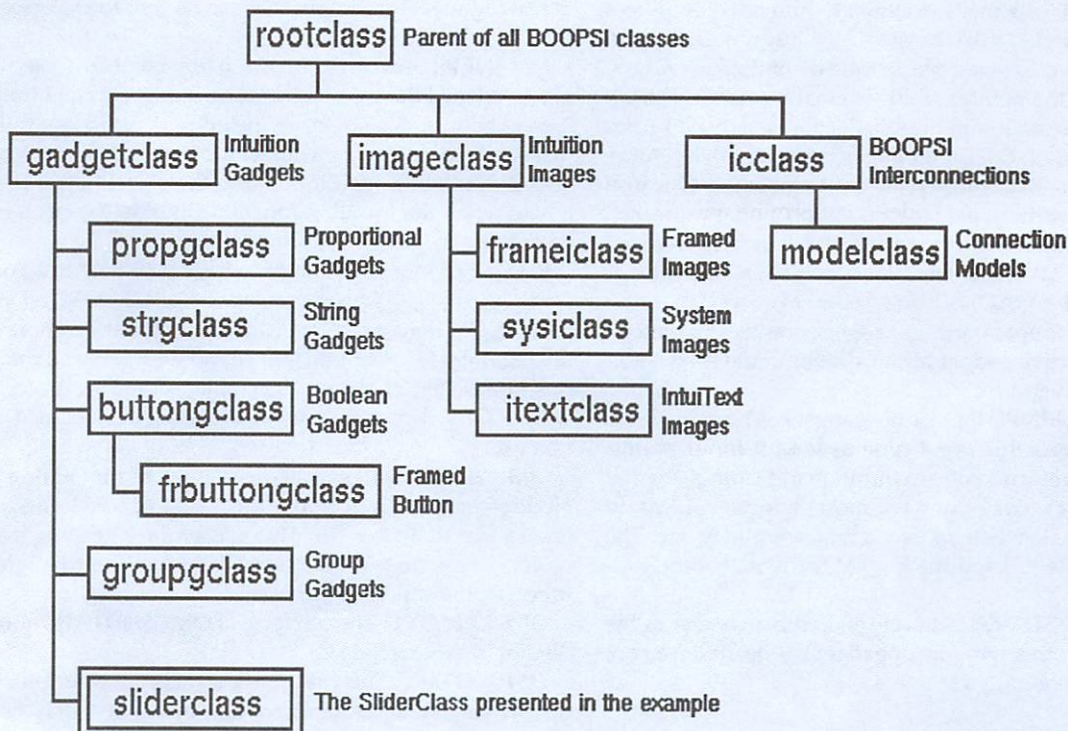 rootclass
Parent of all BOOPSI classes
gadgetclass
Intuition
Gadgets
imageclass
Intuition
Images
icclass
BOOPSI
Interconnections
propgclass
Proportional
Gadgets
frameiclass
Framed
Images
modelclass
Connection
Models
strgclass
String
Gadgets
sysiclass
System
Images
buttongclass
Boolean
Gadgets
itextclass
IntuiText
Images
frbuttongclass
Framed
Button
groupgclass
Group
Gadgets
sliderclass
The SliderClass presented in the example